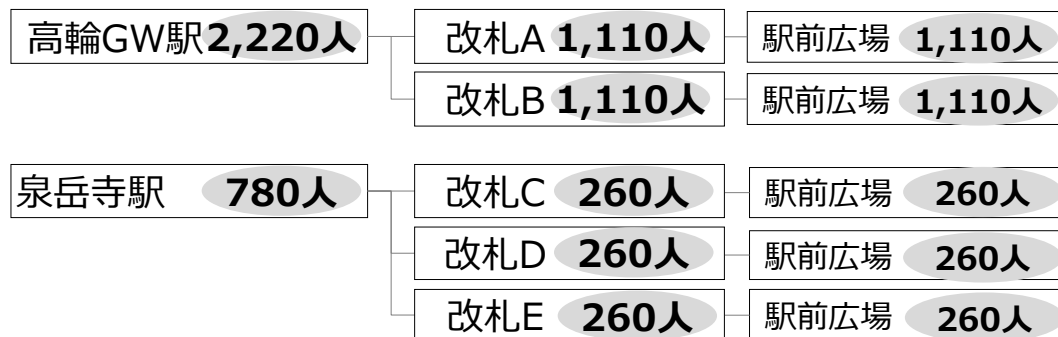 高輪GW駅 2,220人 改札A 1,110人 駅前広場 1,110人
改札B 1,110人 駅前広場 1,110人
泉岳寺駅 780人 改札C 260人 駅前広場 260人
改札D 260人 駅前広場 260人
改札E 260人 駅前広場 260人